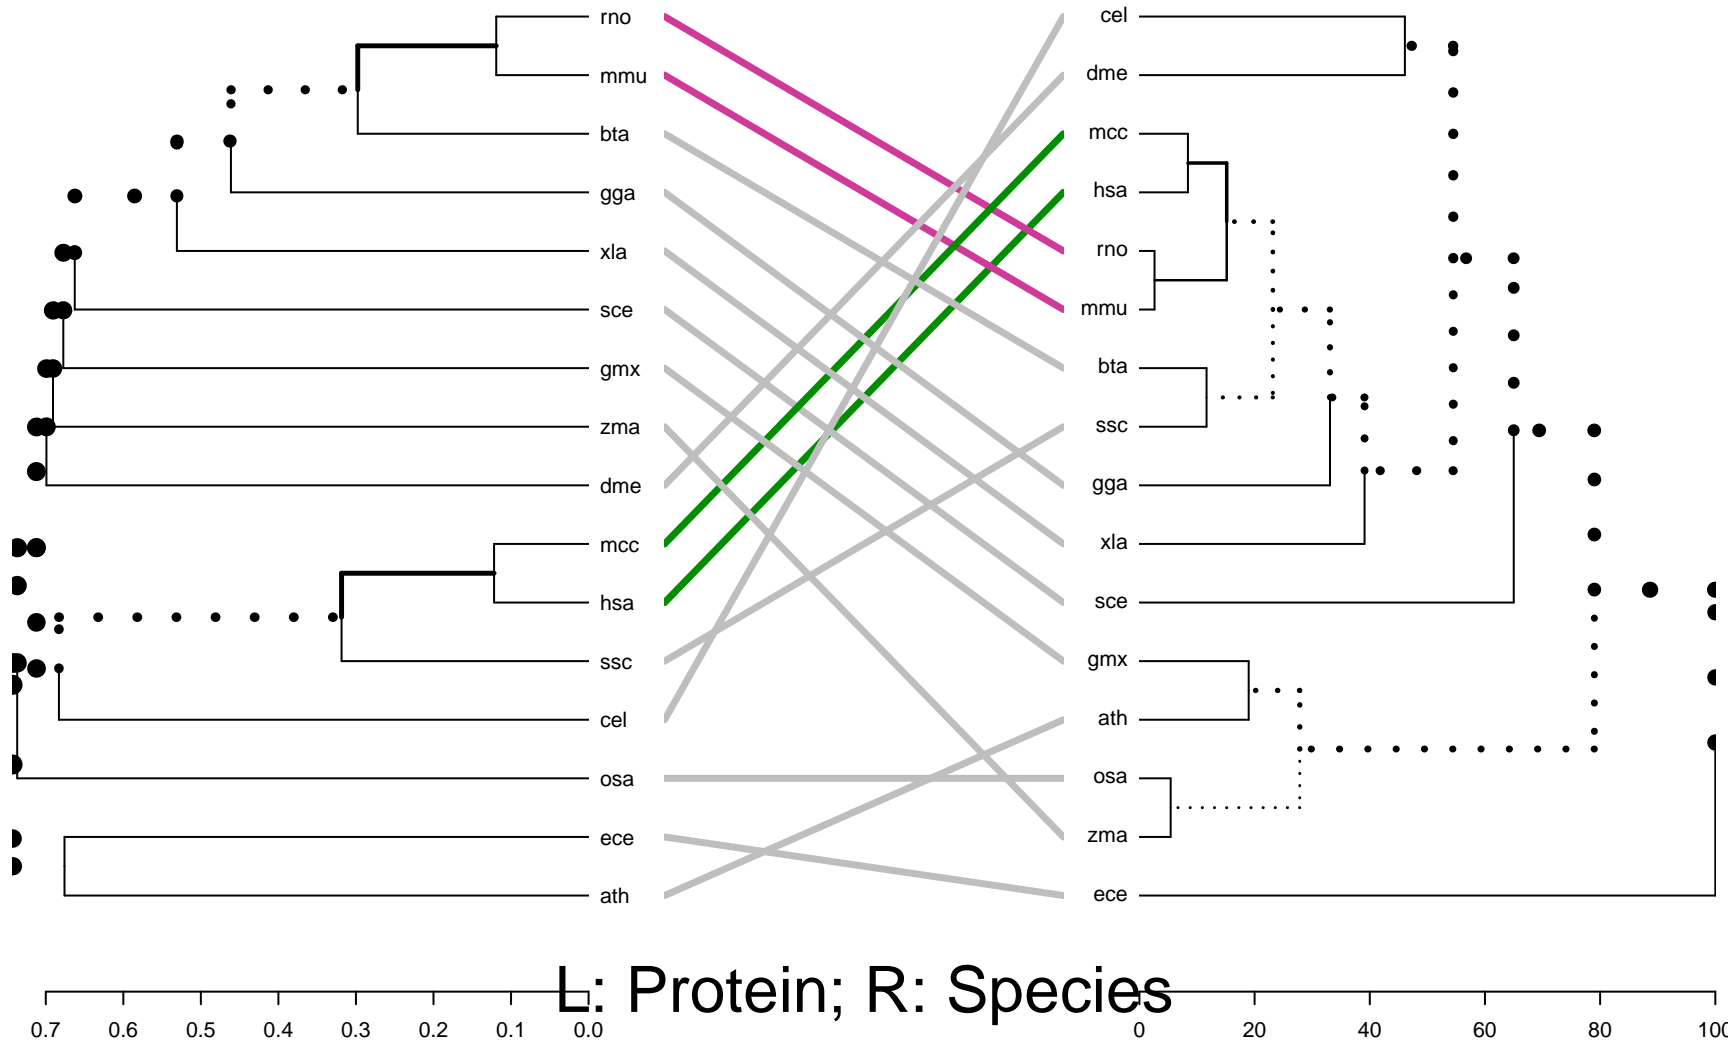 rno
mmu
bta
gga
xla
sce
gmx
zma
dme
mcc
hsa
ssc
cel
osa
ece
ath
cel
dme
mcc
hsa
rno
mmu
bta
ssc
gga
xla
sce
gmx
ath
osa
zma
ece
L: Protein; R: Species
0.7 0.6 0.5 0.4 0.3 0.2 0.1 0.0
0 20 40 60 80 100